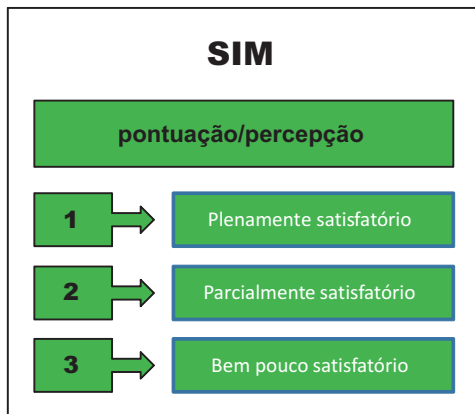 SIM
pontuação/percepção
1 Plenamente satisfatório
2 Parcialmente satisfatório
3 Bem pouco satisfatório